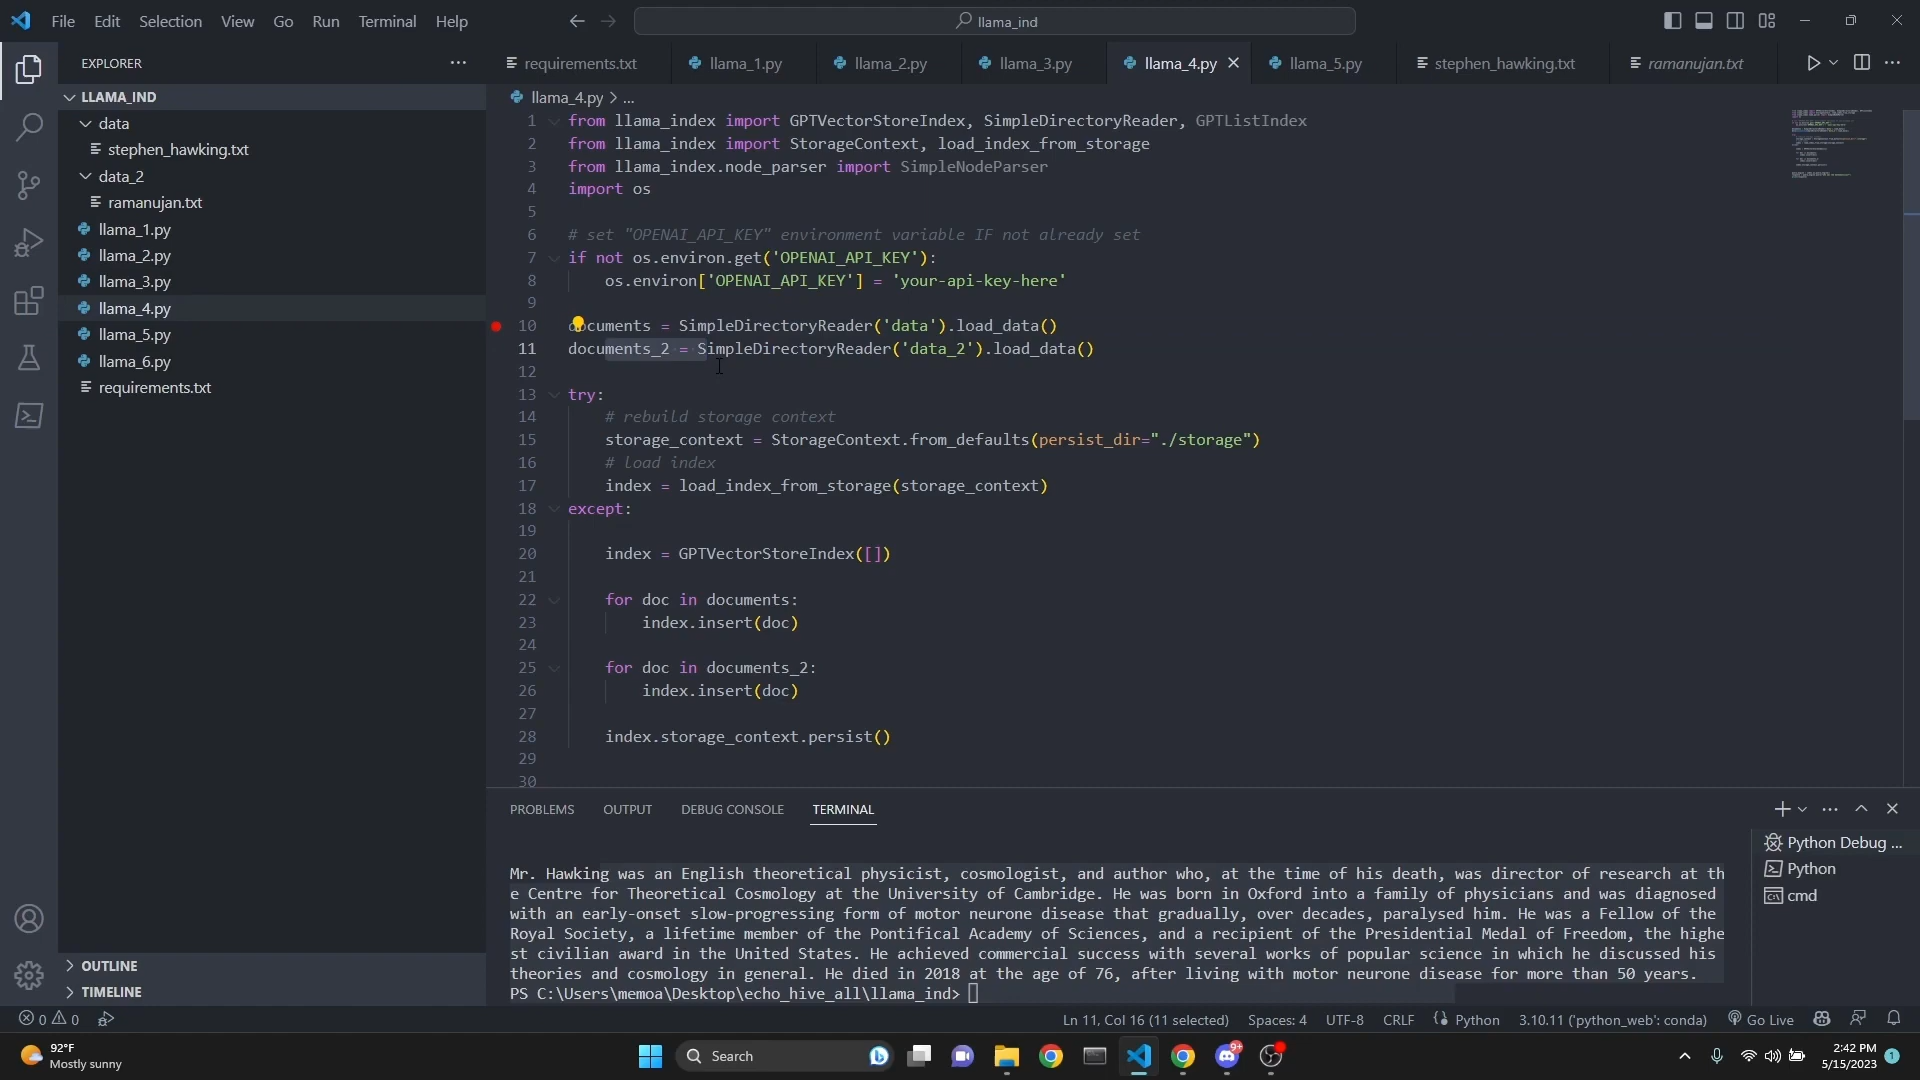 File Edit Selection View Go Run Terminal Help
llama_ind
EXPLORER
LLAMA_IND
data
stephen_hawking.txt
data_2
ramanujan.txt
llama_1.py
llama_2.py
llama_3.py
llama_4.py
llama_5.py
llama_6.py
requirements.txt
OUTLINE
TIMELINE
requirements.txt llama_1.py llama_2.py llama_3.py llama_4.py llama_5.py stephen_hawking.txt ramanujan.txt
llama_4.py > ...
1 from llama_index import GPTVectorStoreIndex, SimpleDirectoryReader, GPTListIndex
2 from llama_index import StorageContext, load_index_from_storage
3 from llama_index.node_parser import SimpleNodeParser
4 import os
5
6 # set "OPENAI_API_KEY" environment variable IF not already set
7 if not os.environ.get('OPENAI_API_KEY'):
8 os.environ['OPENAI_API_KEY'] = 'your-api-key-here'
9
10 documents = SimpleDirectoryReader('data').load_data()
11 documents_2 = SimpleDirectoryReader('data_2').load_data()
12
13 try:
14 # rebuild storage context
15 storage_context = StorageContext.from_defaults(persist_dir="./storage")
16 # load index
17 index = load_index_from_storage(storage_context)
18 except:
19
20 index = GPTVectorStoreIndex([])
21
22 for doc in documents:
23 index.insert(doc)
24
25 for doc in documents_2:
26 index.insert(doc)
27
28 index.storage_context.persist()
29
30
PROBLEMS OUTPUT DEBUG CONSOLE TERMINAL
Mr. Hawking was an English theoretical physicist, cosmologist, and author who, at the time of his death, was director of research at th
e Centre for Theoretical Cosmology at the University of Cambridge. He was born in Oxford into a family of physicians and was diagnosed
with an early-onset slow-progressing form of motor neurone disease that gradually, over decades, paralysed him. He was a Fellow of the
Royal Society, a lifetime member of the Pontifical Academy of Sciences, and a recipient of the Presidential Medal of Freedom, the highe
st civilian award in the United States. He achieved commercial success with several works of popular science in which he discussed his
theories and cosmology in general. He died in 2018 at the age of 76, after living with motor neurone disease for more than 50 years.
PS C:\Users\memoa\Desktop\echo_hive_all\llama_ind>
Python Debug ...
Python
cmd
0 0 Ln 11, Col 16 (11 selected) Spaces: 4 UTF-8 CRLF Python 3.10.11 ('python_web': conda) Go Live
92°F
Mostly sunny
Search
9+
2:42 PM
5/15/2023
1